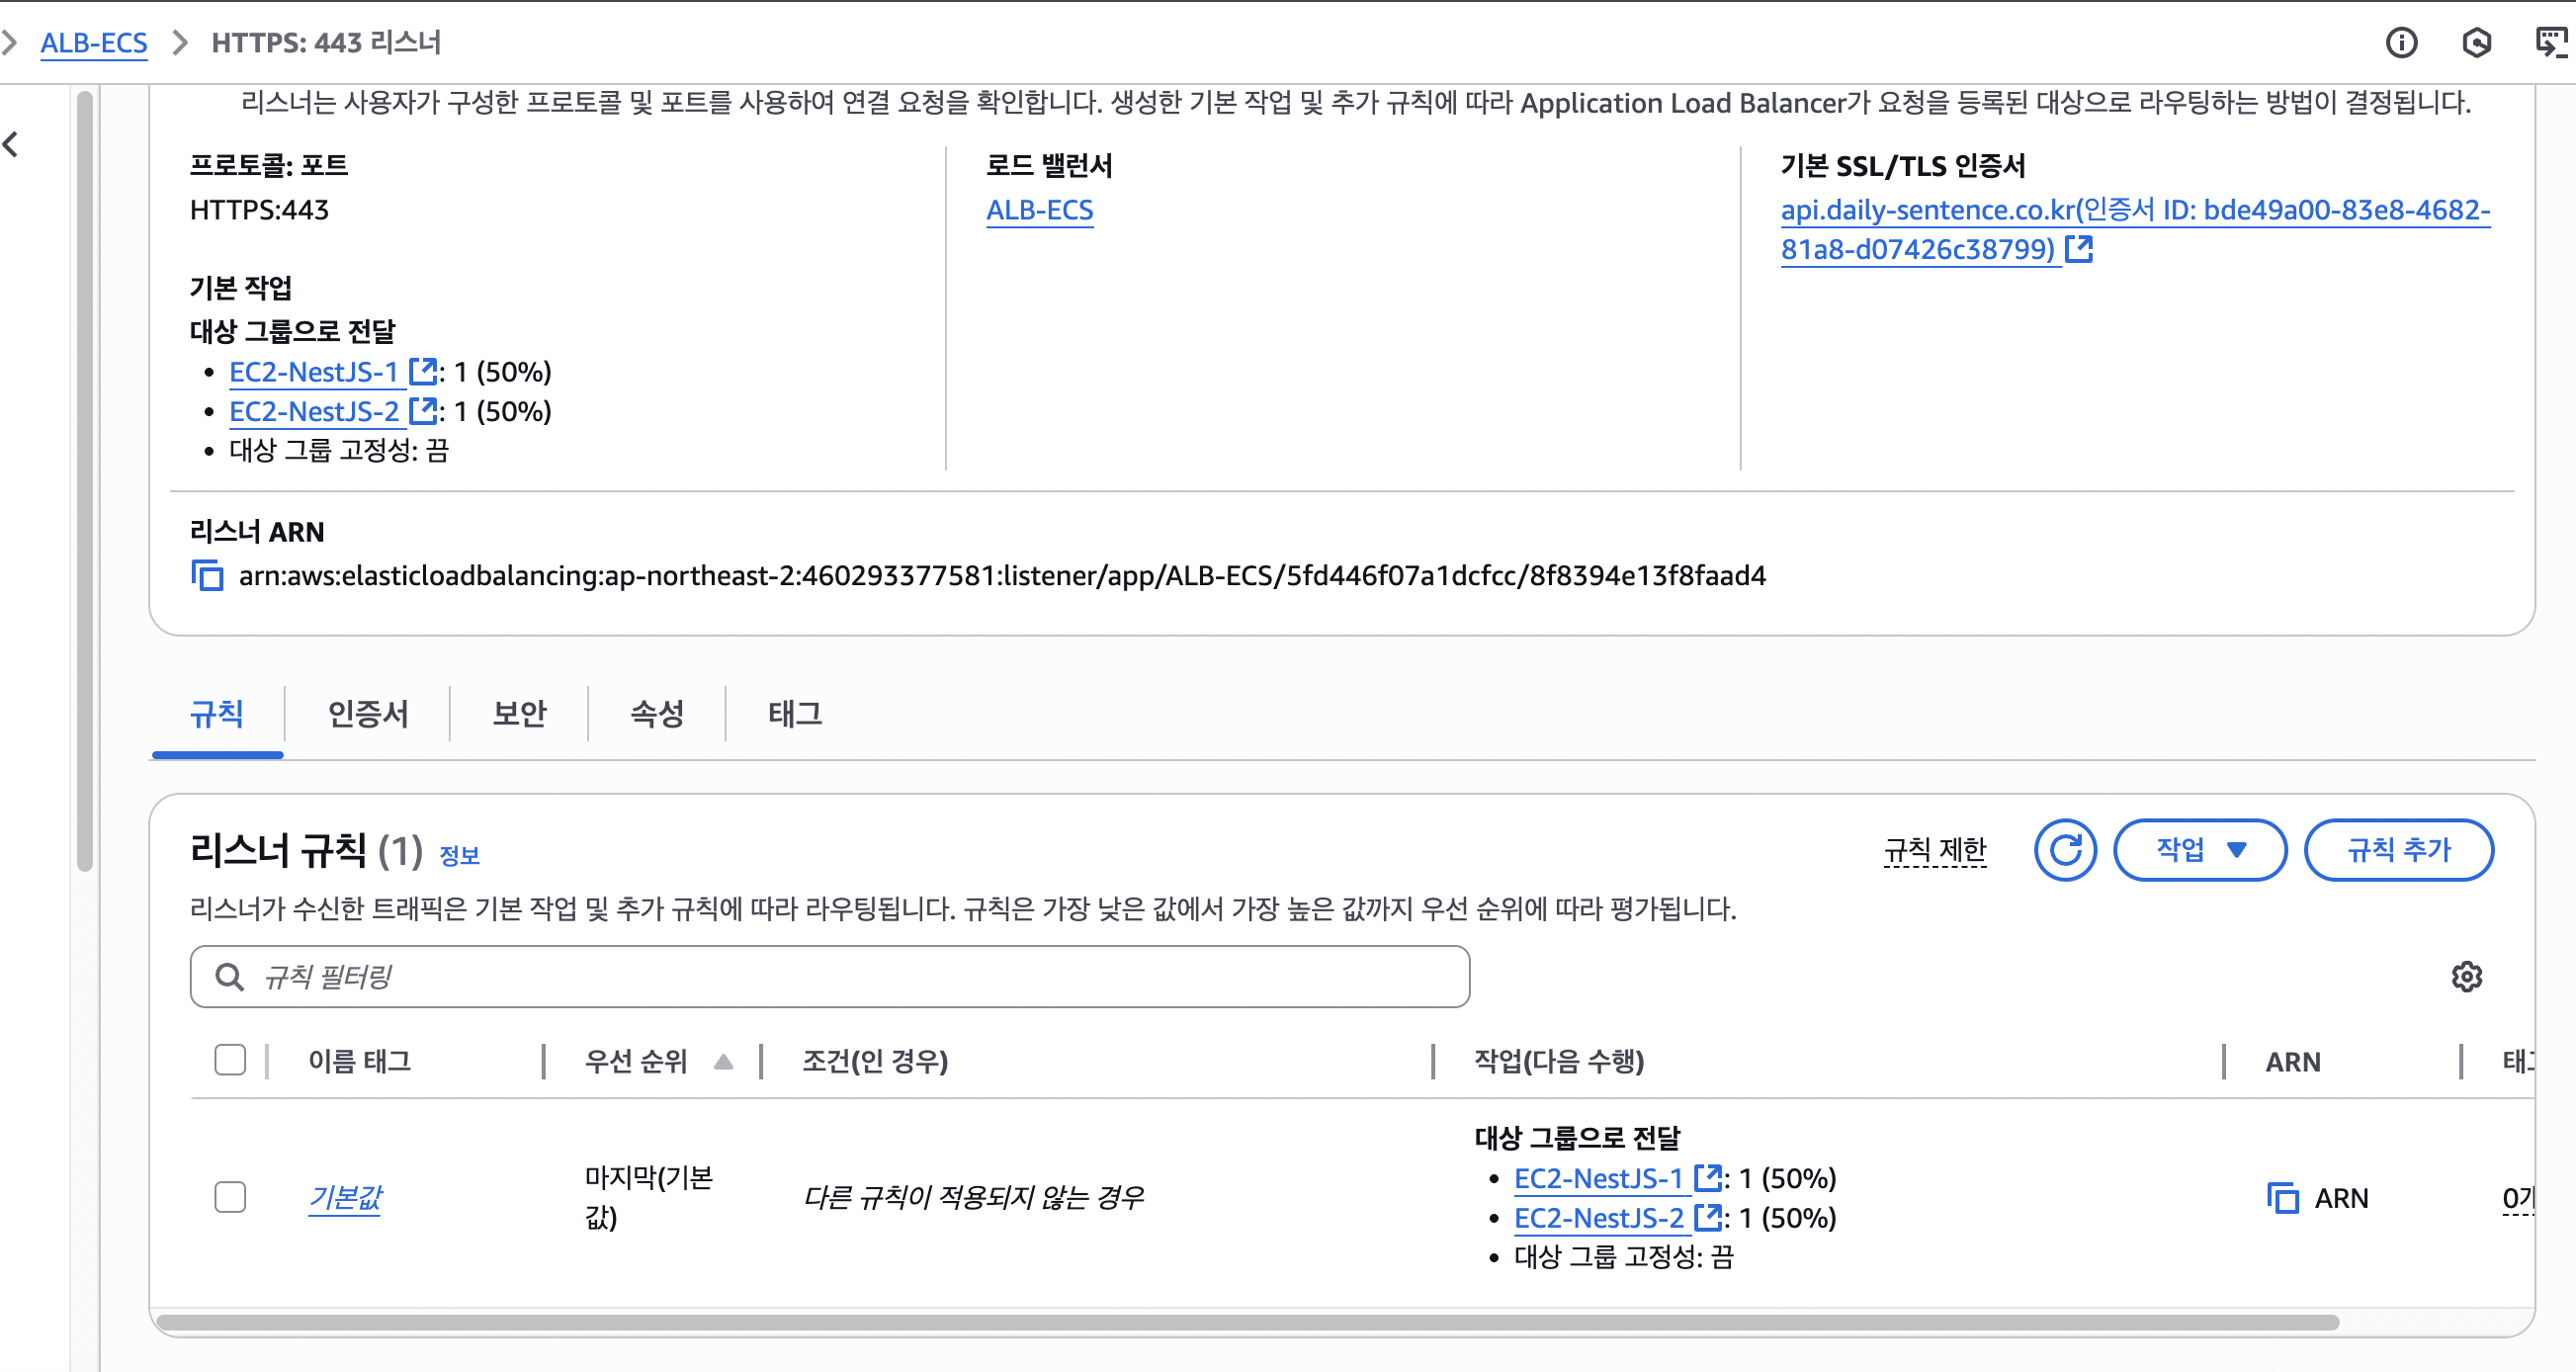 ALB-ECS > HTTPS: 443 리스너
리스너는 사용자가 구성한 프로토콜 및 포트를 사용하여 연결 요청을 확인합니다. 생성한 기본 작업 및 추가 규칙에 따라 Application Load Balancer가 요청을 등록된 대상으로 라우팅하는 방법이 결정됩니다.
프로토콜: 포트
HTTPS:443
로드 밸런서
ALB-ECS
기본 SSL/TLS 인증서
api.daily-sentence.co.kr(인증서 ID: bde49a00-83e8-4682-
81a8-d07426c38799)
기본 작업
대상 그룹으로 전달
• EC2-NestJS-1 : 1 (50%)
• EC2-NestJS-2 : 1 (50%)
• 대상 그룹 고정성: 끔
리스너 ARN
arn:aws:elasticloadbalancing:ap-northeast-2:460293377581:listener/app/ALB-ECS/5fd446f07a1dcfcc/8f8394e13f8faad4
규칙 인증서 보안 속성 태그
리스너 규칙 (1) 정보
규칙 제한 작업 규칙 추가
리스너가 수신한 트래픽은 기본 작업 및 추가 규칙에 따라 라우팅됩니다. 규칙은 가장 낮은 값에서 가장 높은 값까지 우선 순위에 따라 평가됩니다.
규칙 필터링
이름 태그 우선 순위 조건(인 경우) 작업(다음 수행) ARN
기본값
마지막(기본
값)
다른 규칙이 적용되지 않는 경우
대상 그룹으로 전달
• EC2-NestJS-1 : 1 (50%)
• EC2-NestJS-2 : 1 (50%)
• 대상 그룹 고정성: 끔
ARN